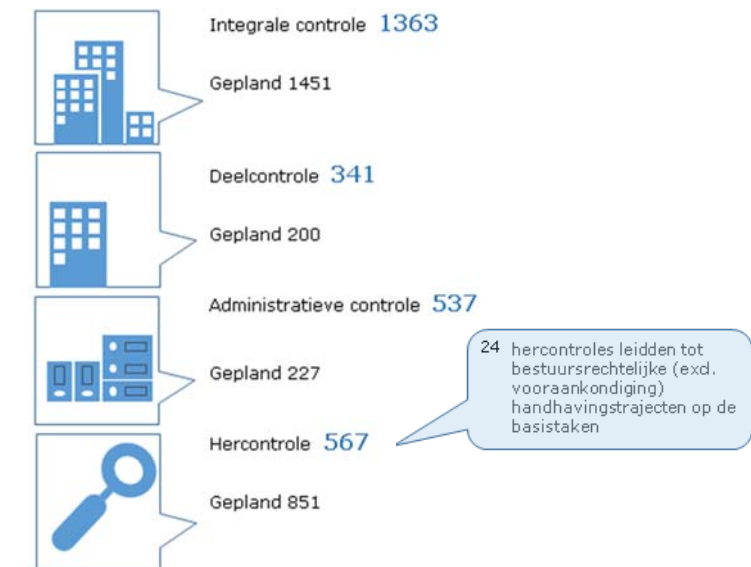 Integrale controle 1363
Gepland 1451
Deelcontrole 341
Gepland 200
Administratieve controle 537
Gepland 227
24 hercontroles leidden tot
bestuursrechtelijke (excl.
vooraankondiging)
handhavingstrajecten op de
basistaken
Hercontrole 567
Gepland 851